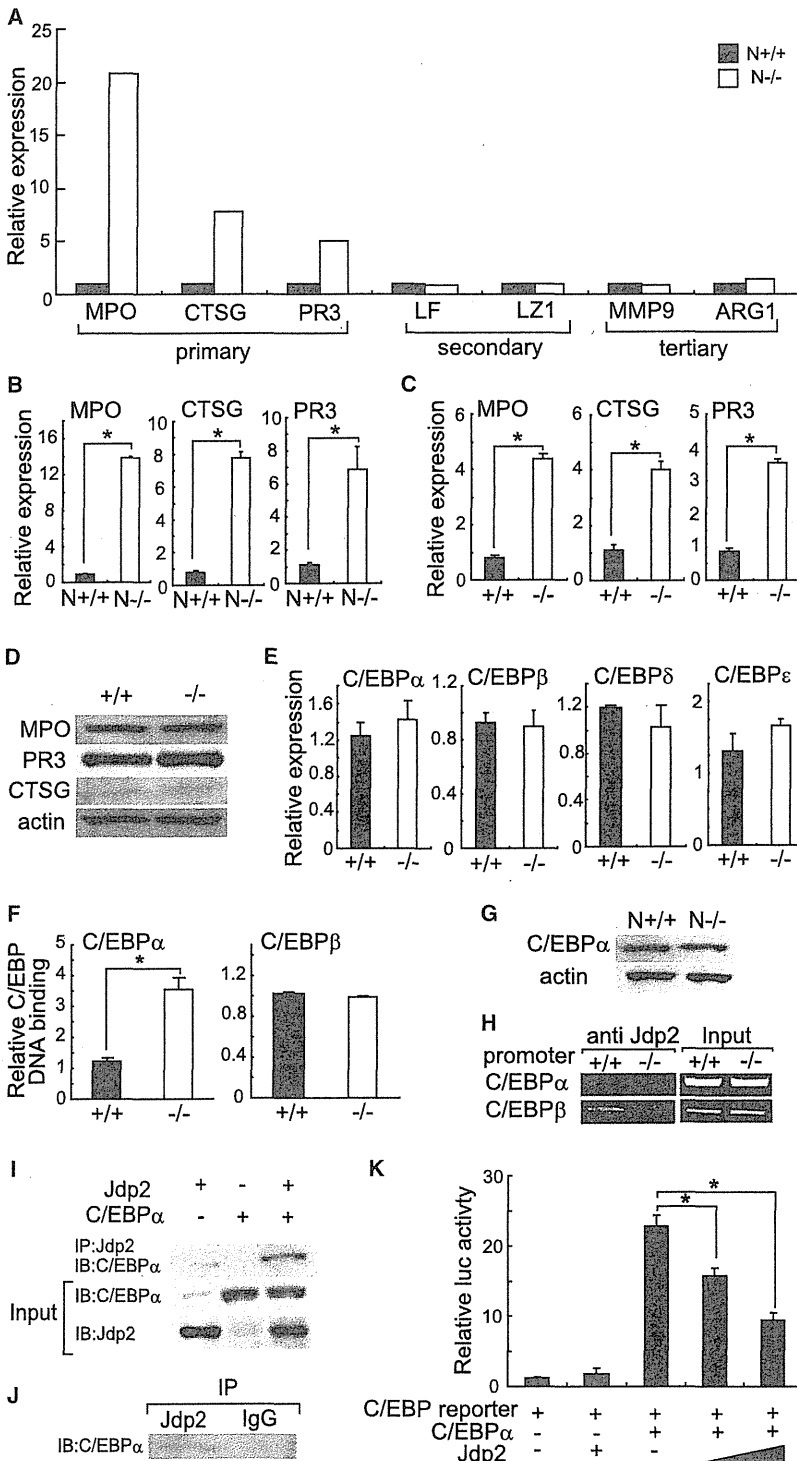 A
25
20
15
10
5
0
Relative expression
N+/+
N-/-
MPO CTSG PR3 LF LZ1 MMP9 ARG1
primary secondary tertiary
B
Relative expression
MPO
16
12
8
4
0
*
N+/+ N-/-
CTSG
10
8
6
4
2
0
*
N+/+ N-/-
PR3
10
8
6
4
2
0
*
N+/+ N-/-
C
Relative expression
MPO
6
4
2
0
*
+/+ -/-
CTSG
6
4
2
0
*
+/+ -/-
PR3
5
4
3
2
1
0
*
+/+ -/-
D
+/+ -/-
MPO
PR3
CTSG
actin
E
Relative expression
C/EBPα
1.6
1.2
0.8
0.4
0
+/+ -/-
C/EBPβ
1.2
0.8
0.4
0
+/+ -/-
C/EBPδ
1.2
0.8
0.4
0
+/+ -/-
C/EBPε
2
1
0
+/+ -/-
F
Relative C/EBP
DNA binding
C/EBPα
5
4
3
2
1
0
*
+/+ -/-
C/EBPβ
1.2
0.8
0.4
0
+/+ -/-
G
N+/+ N-/-
C/EBPα
actin
H
anti Jdp2 Input
promoter +/+ -/- +/+ -/-
C/EBPα
C/EBPβ
I
Jdp2 + - +
C/EBPα - + +
IP:Jdp2
IB:C/EBPα
Input
IB:C/EBPα
IB:Jdp2
J
IP
Jdp2 IgG
IB:C/EBPα
K
Relative luc activty
30
20
10
0
*
*
C/EBP reporter + + + + +
C/EBPα - - + + +
Jdp2 - + -